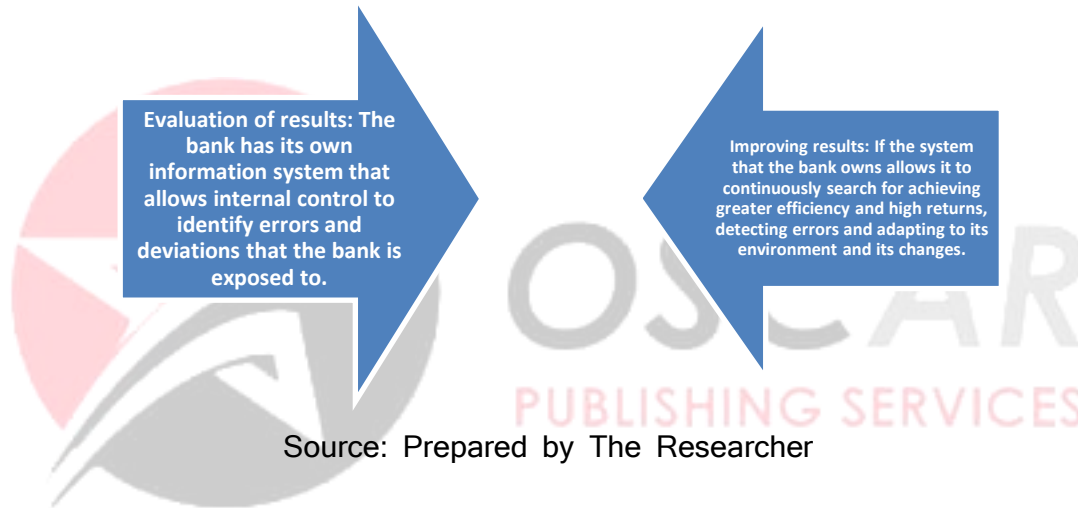 Evaluation of results: The
bank has its own
information system that
allows internal control to
identify errors and
deviations that the bank is
exposed to.
Improving results: If the system
that the bank owns allows it to
continuously search for achieving
greater efficiency and high returns,
detecting errors and adapting to its
environment and its changes.
OSCAR
PUBLISHING SERVICES
Source: Prepared by The Researcher